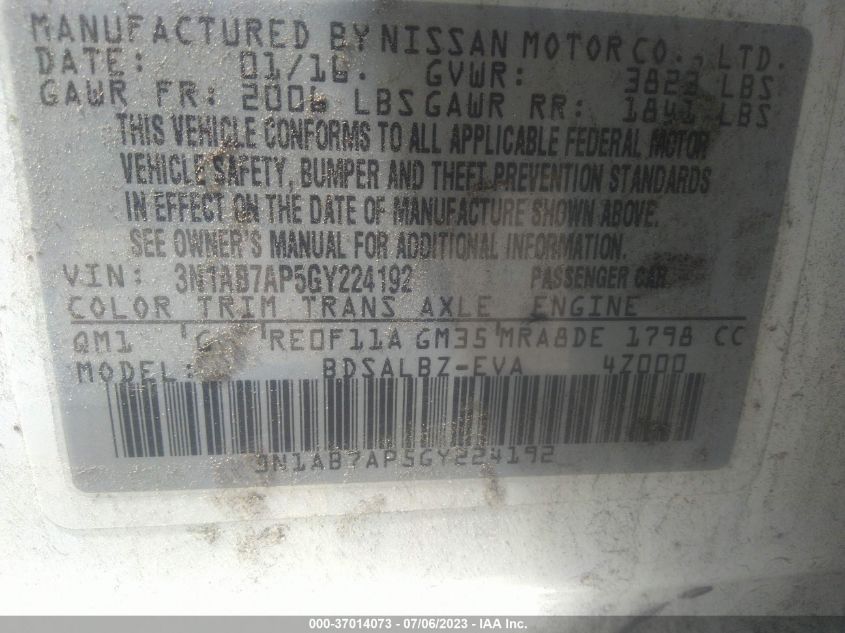 MANUFACTURED BY NISSAN MOTOR CO., LTD.
DATE: 01/16. GVWR: 3823 LBS
GAWR FR: 2006 LBS GAWR RR: 1841 LBS
THIS VEHICLE CONFORMS TO ALL APPLICABLE FEDERAL MOTOR
VEHICLE SAFETY, BUMPER AND THEFT PREVENTION STANDARDS
IN EFFECT ON THE DATE OF MANUFACTURE SHOWN ABOVE.
SEE OWNER'S MANUAL FOR ADDITIONAL INFORMATION.
VIN: 3N1AB7AP5GY224192 PASSENGER CAR
COLOR TRIM TRANS AXLE ENGINE
QM1 G RE0F11A GM35 MRA8DE 1798 CC
MODEL: BDSALBZ-EVA 4Z000
3N1AB7AP5GY224192
000-37014073 - 07/06/2023 - IAA Inc.